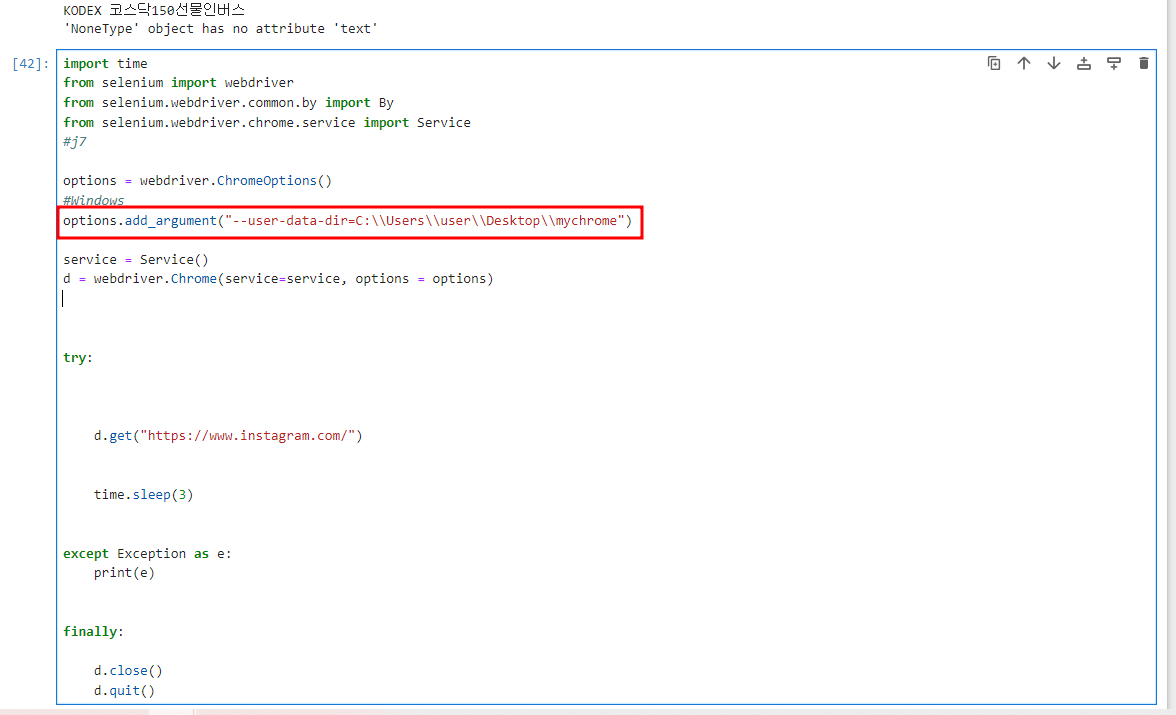 KODEX 코스닥150선물인버스
'NoneType' object has no attribute 'text'
[42]:
import time
from selenium import webdriver
from selenium.webdriver.common.by import By
from selenium.webdriver.chrome.service import Service
#j7
options = webdriver.ChromeOptions()
#Windows
options.add_argument("--user-data-dir=C:\\Users\\user\\Desktop\\mychrome")
service = Service()
d = webdriver.Chrome(service=service, options = options)
try:
d.get("https://www.instagram.com/")
time.sleep(3)
except Exception as e:
print(e)
finally:
d.close()
d.quit()